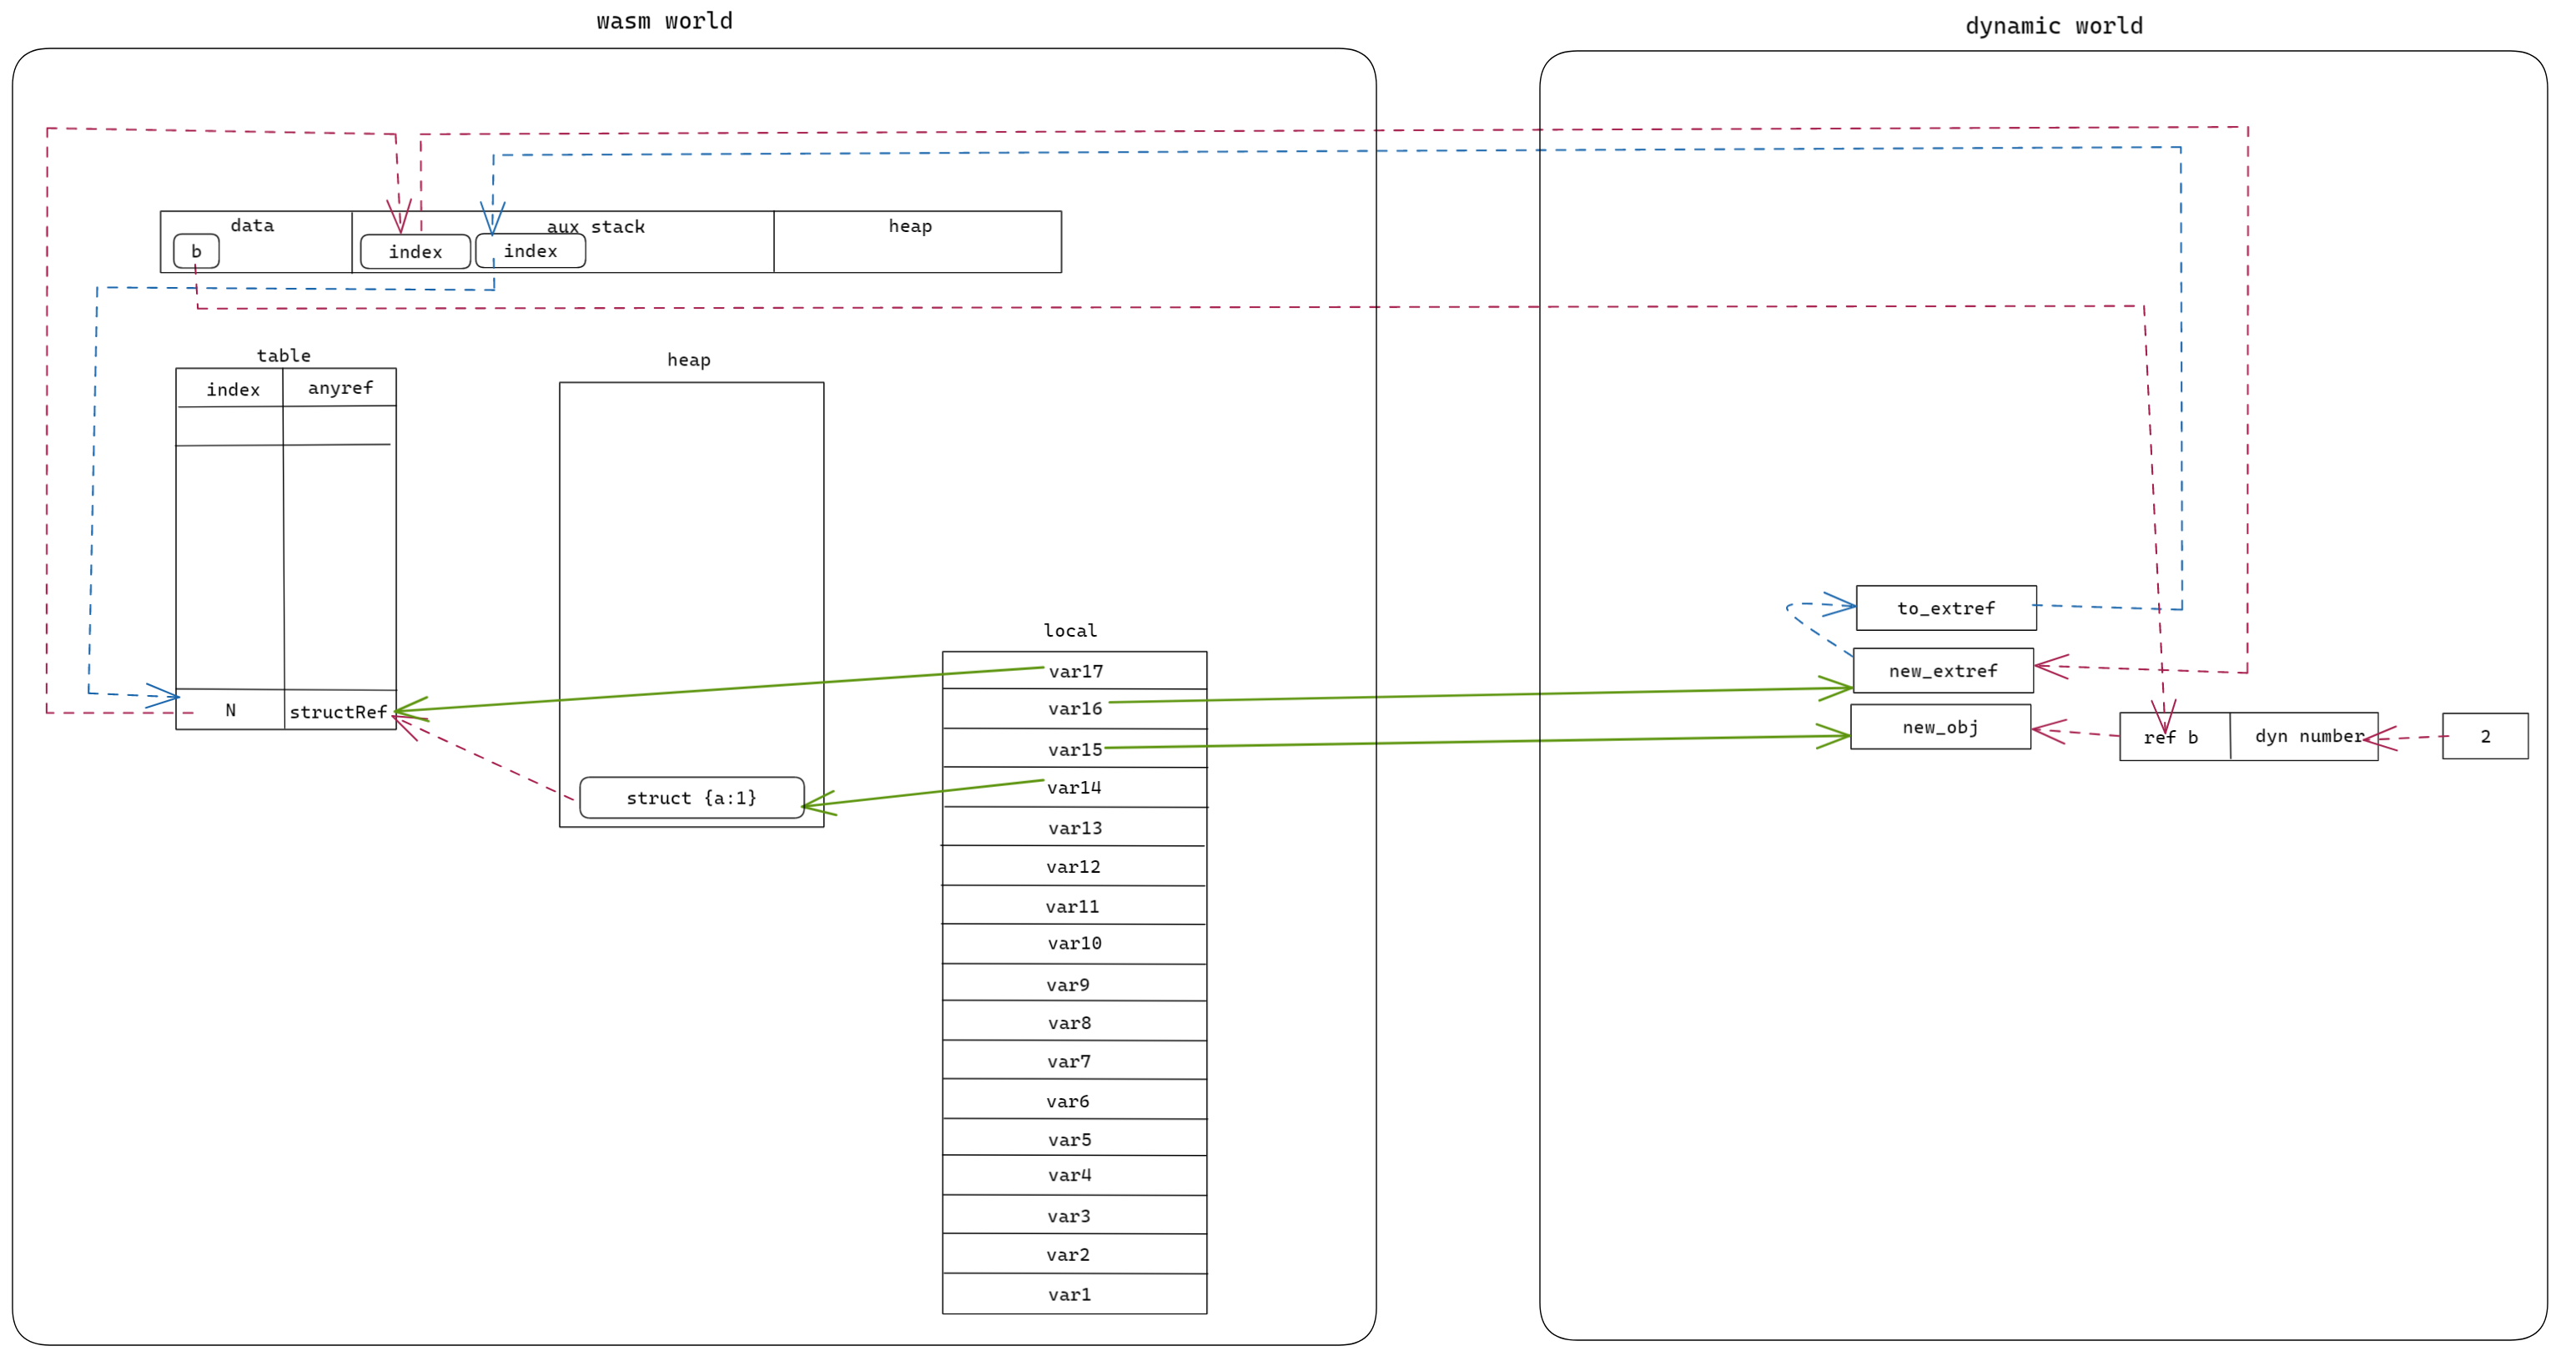 wasm world
dynamic world
data
aux stack
heap
b
index
index
table
heap
index
anyref
N
structRef
struct {a:1}
local
var17
var16
var15
var14
var13
var12
var11
var10
var9
var8
var7
var6
var5
var4
var3
var2
var1
to_extref
new_extref
new_obj
ref b
dyn number
2